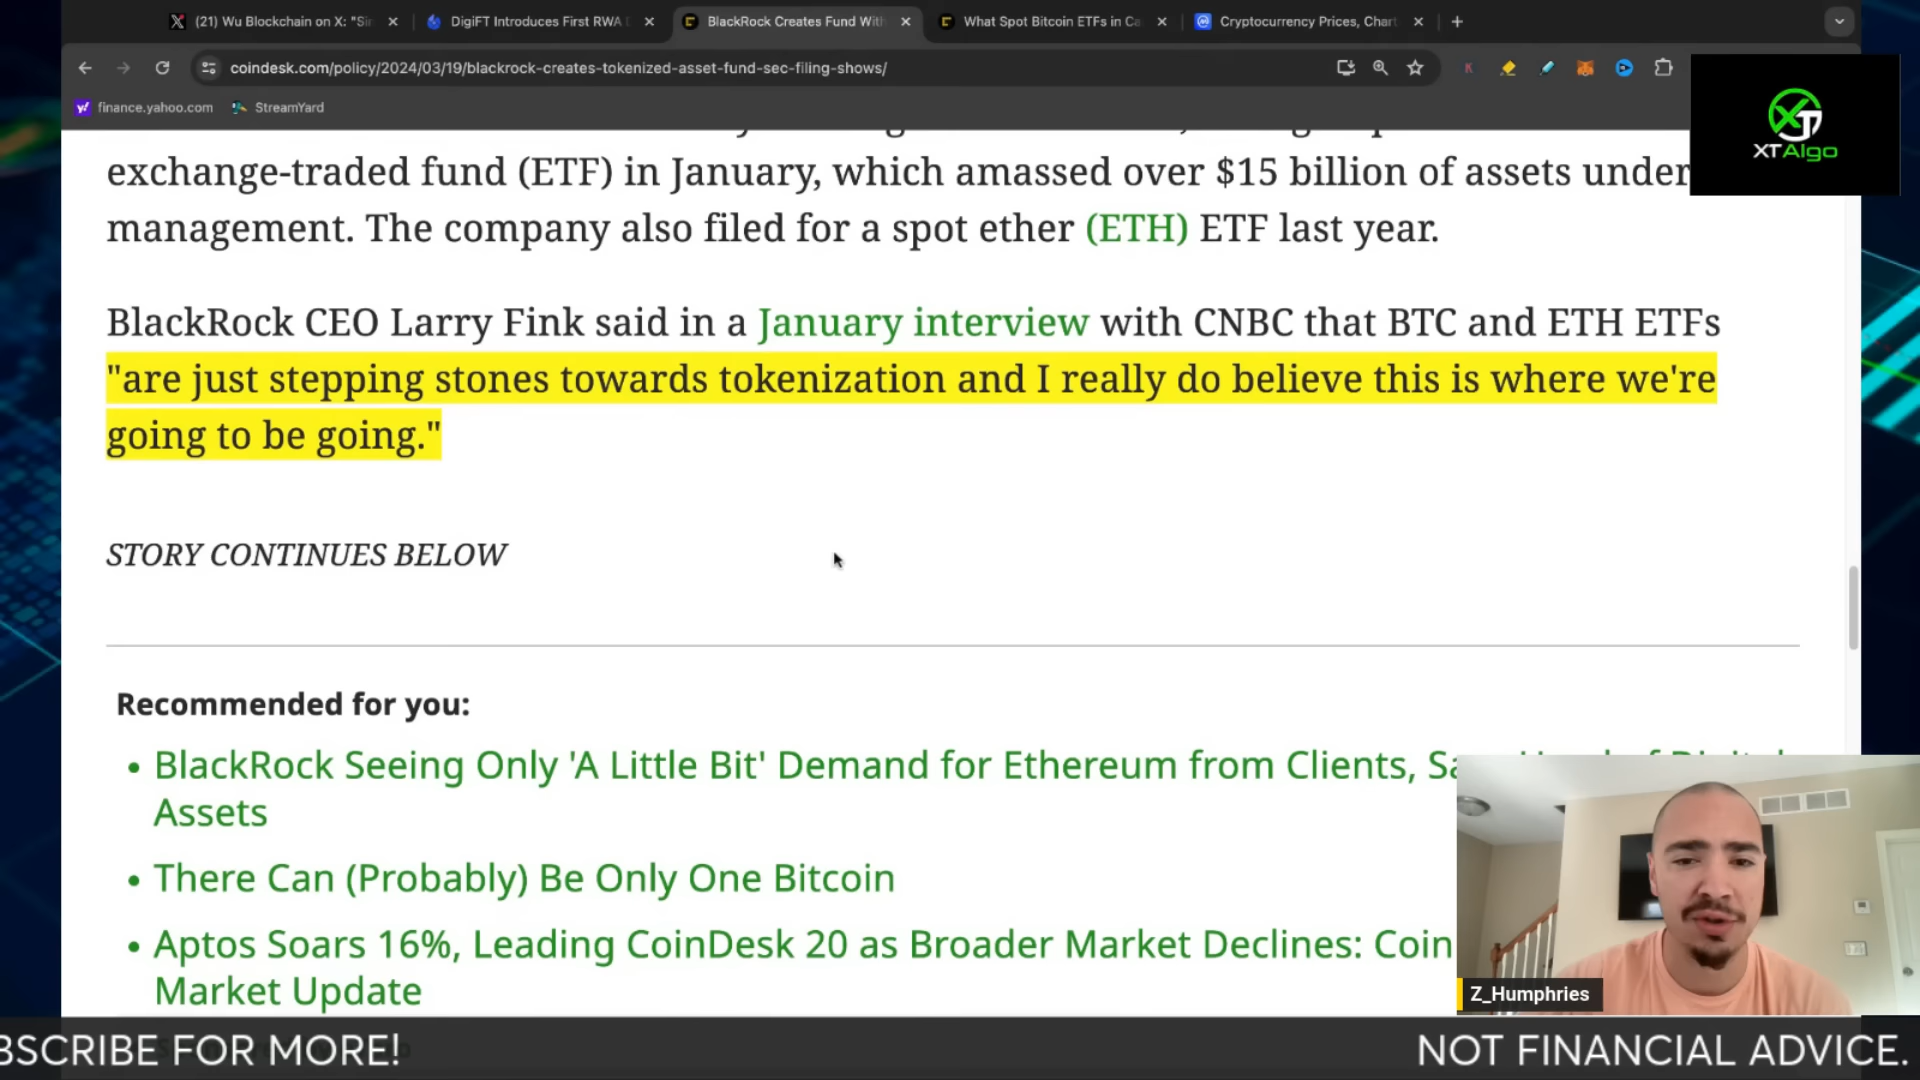 (21) Wu Blockchain on X: "Sin
DigiFT Introduces First RWA D
BlackRock Creates Fund With
What Spot Bitcoin ETFs in Ca
Cryptocurrency Prices, Chart
coindesk.com/policy/2024/03/19/blackrock-creates-tokenized-asset-fund-sec-filing-shows/
finance.yahoo.com
StreamYard
XTAlgo
exchange-traded fund (ETF) in January, which amassed over $15 billion of assets under
management. The company also filed for a spot ether (ETH) ETF last year.
BlackRock CEO Larry Fink said in a January interview with CNBC that BTC and ETH ETFs
"are just stepping stones towards tokenization and I really do believe this is where we're
going to be going."
STORY CONTINUES BELOW
Recommended for you:
• BlackRock Seeing Only 'A Little Bit' Demand for Ethereum from Clients,
Assets
• There Can (Probably) Be Only One Bitcoin
• Aptos Soars 16%, Leading CoinDesk 20 as Broader Market Declines: Coin
Market Update
Z_Humphries
BSCRIBE FOR MORE!
NOT FINANCIAL ADVICE.